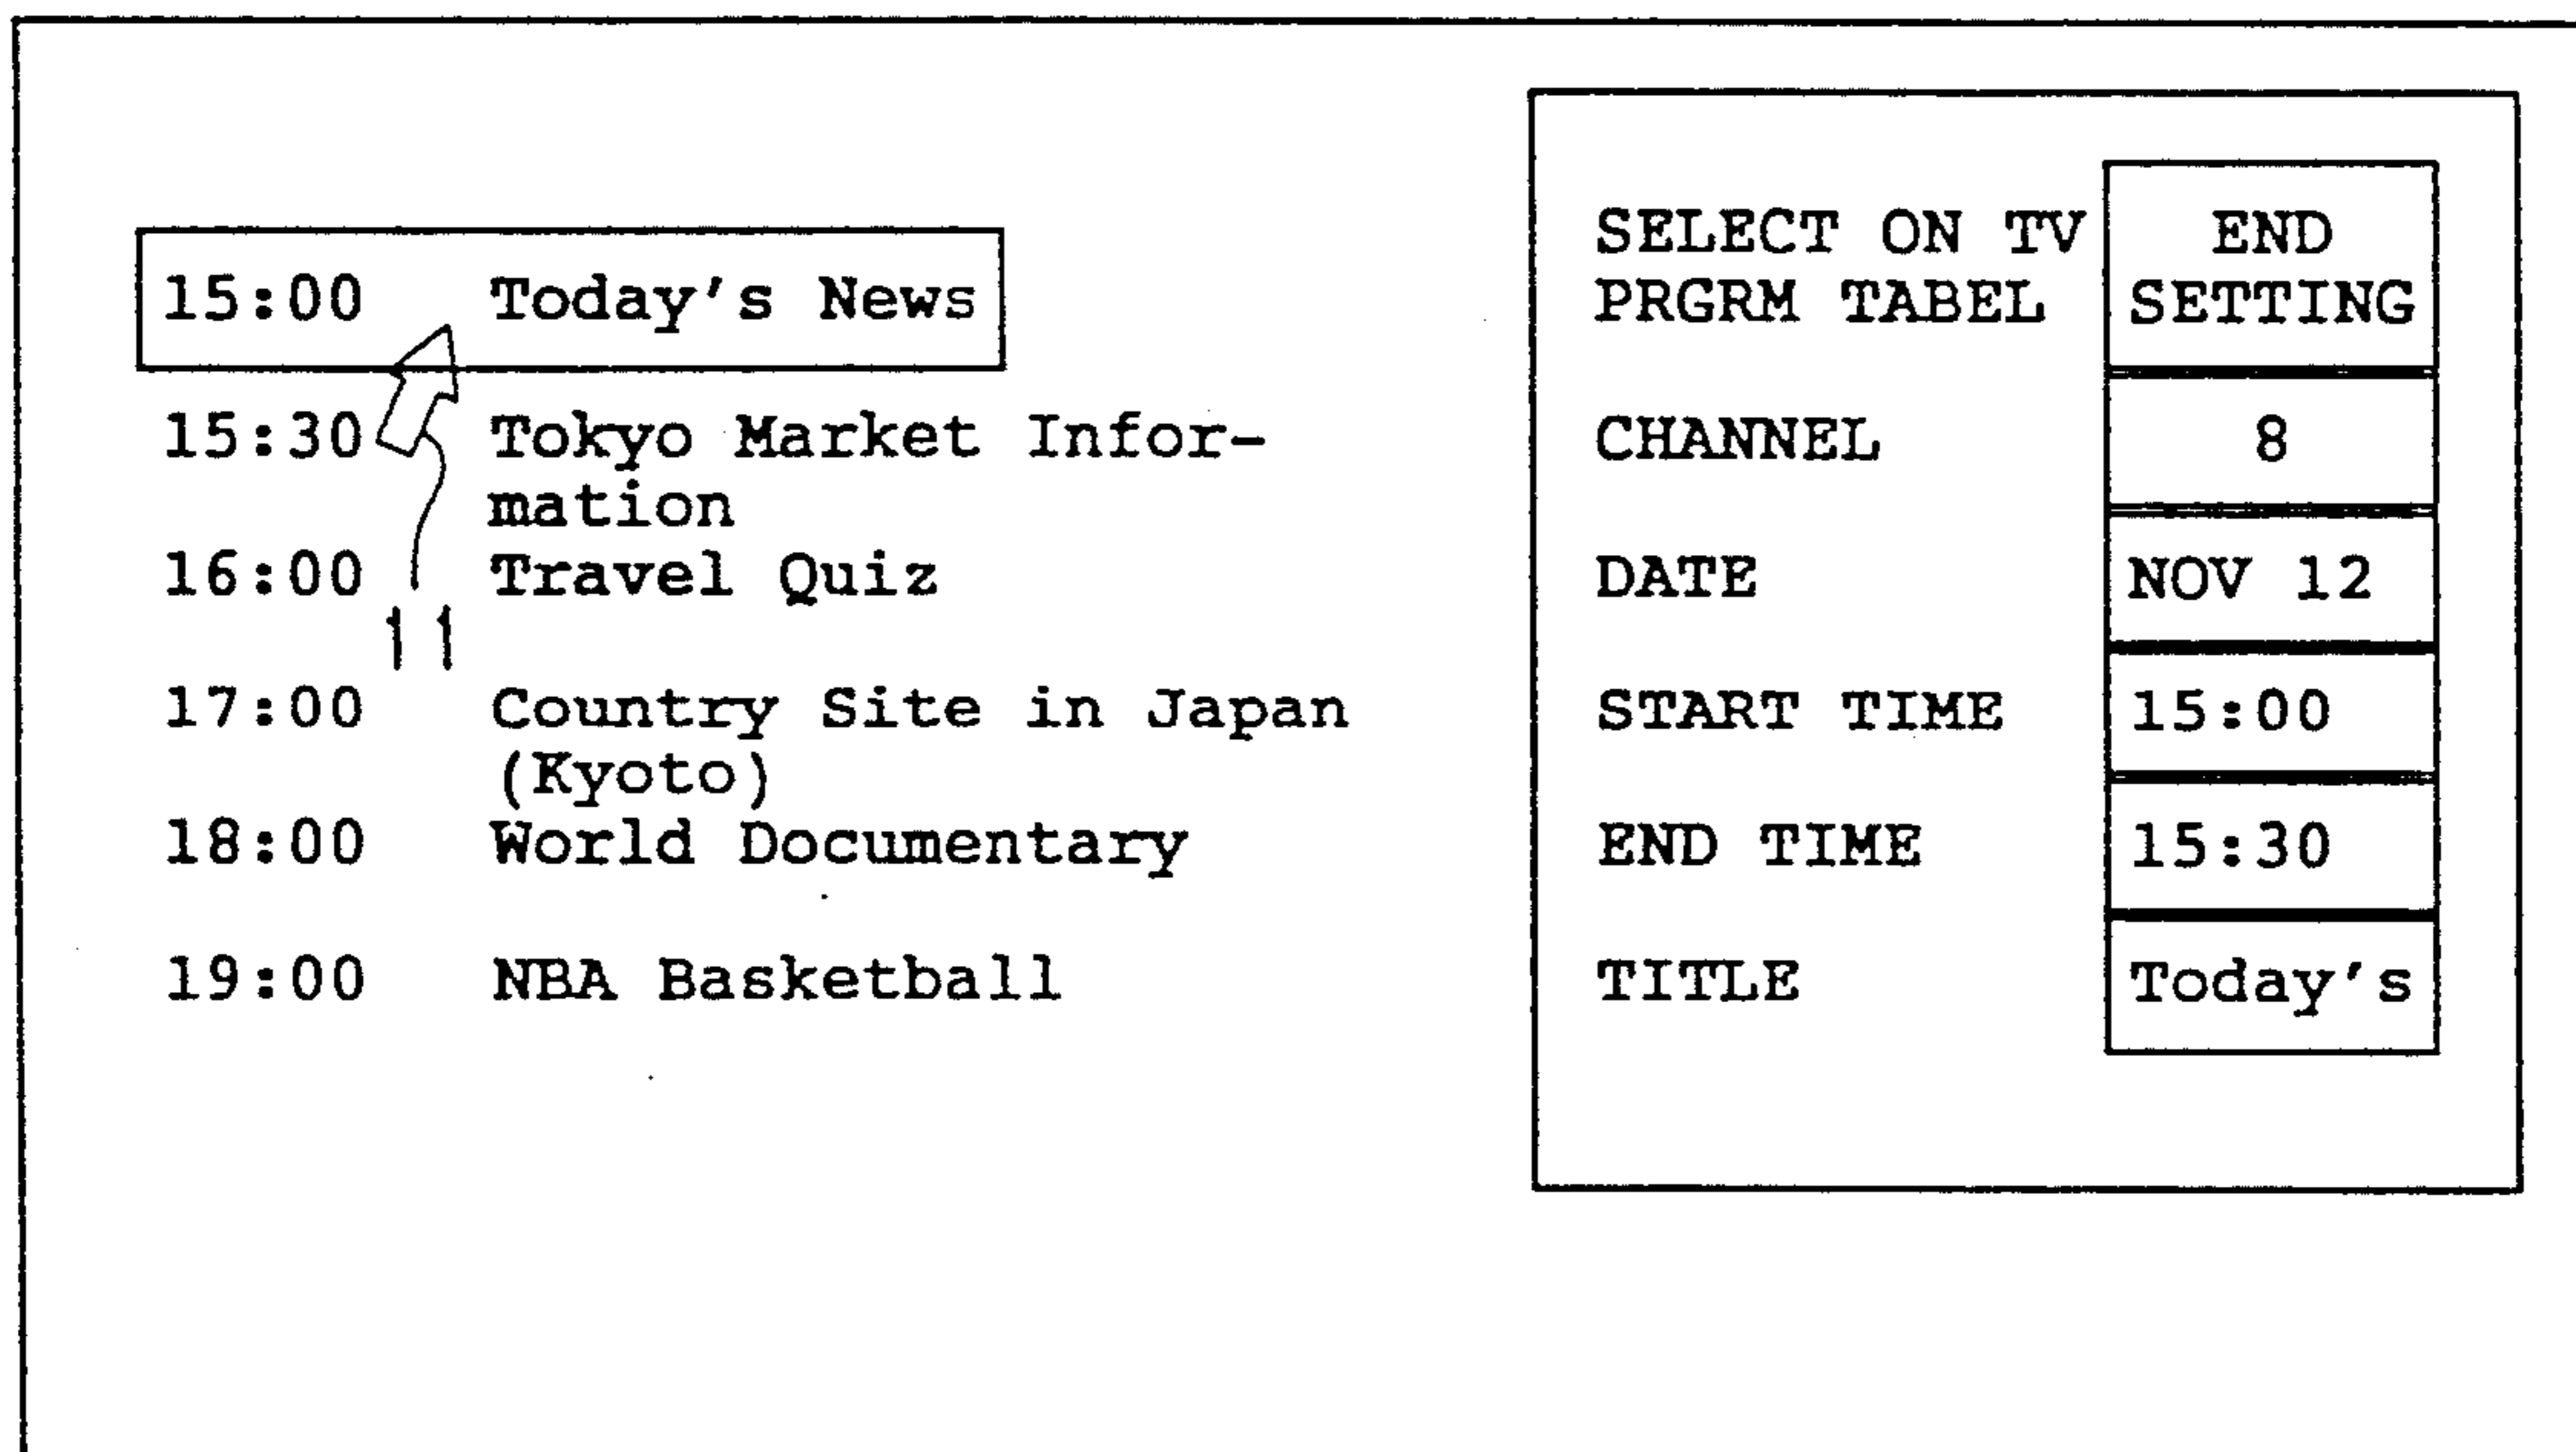 15:00 Today's News
15:30 Tokyo Market Infor-
mation
16:00 Travel Quiz
11
17:00 Country Site in Japan
(Kyoto)
18:00 World Documentary
19:00 NBA Basketball
SELECT ON TV
PRGRM TABEL
END
SETTING
CHANNEL 8
DATE NOV 12
START TIME 15:00
END TIME 15:30
TITLE Today's